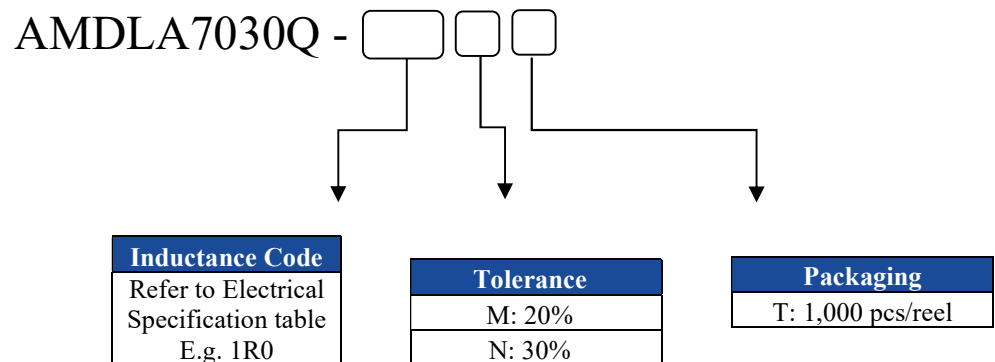 AMDLA7030Q -
Inductance Code
Refer to Electrical
Specification table
E.g. 1R0
Tolerance
M: 20%
N: 30%
Packaging
T: 1,000 pcs/reel